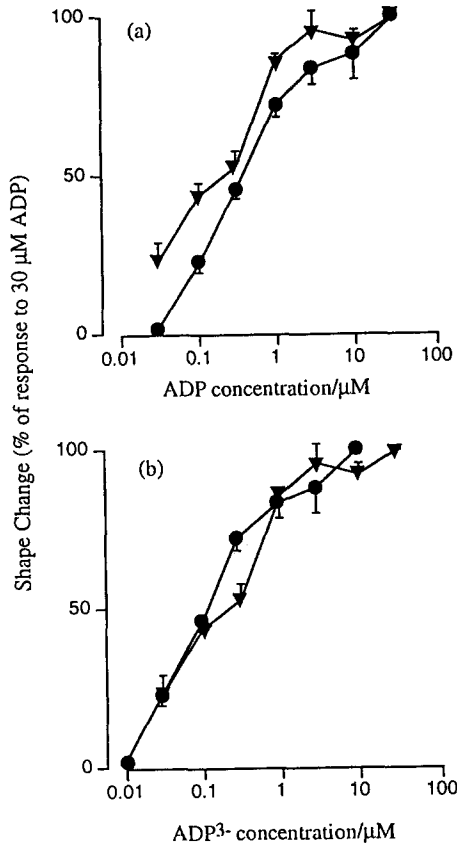 Shape Change (% of response to 30 µM ADP)
(a)
100
50
0
0.01 0.1 1 10 100
ADP concentration/µM
(b)
100
50
0
0.01 0.1 1 10 100
ADP3- concentration/µM